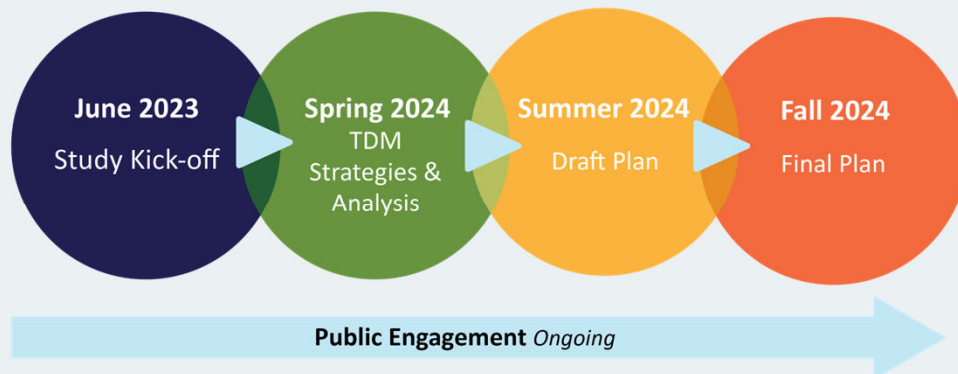 June 2023
Study Kick-off
Spring 2024
TDM
Strategies &
Analysis
Summer 2024
Draft Plan
Fall 2024
Final Plan
Public Engagement Ongoing